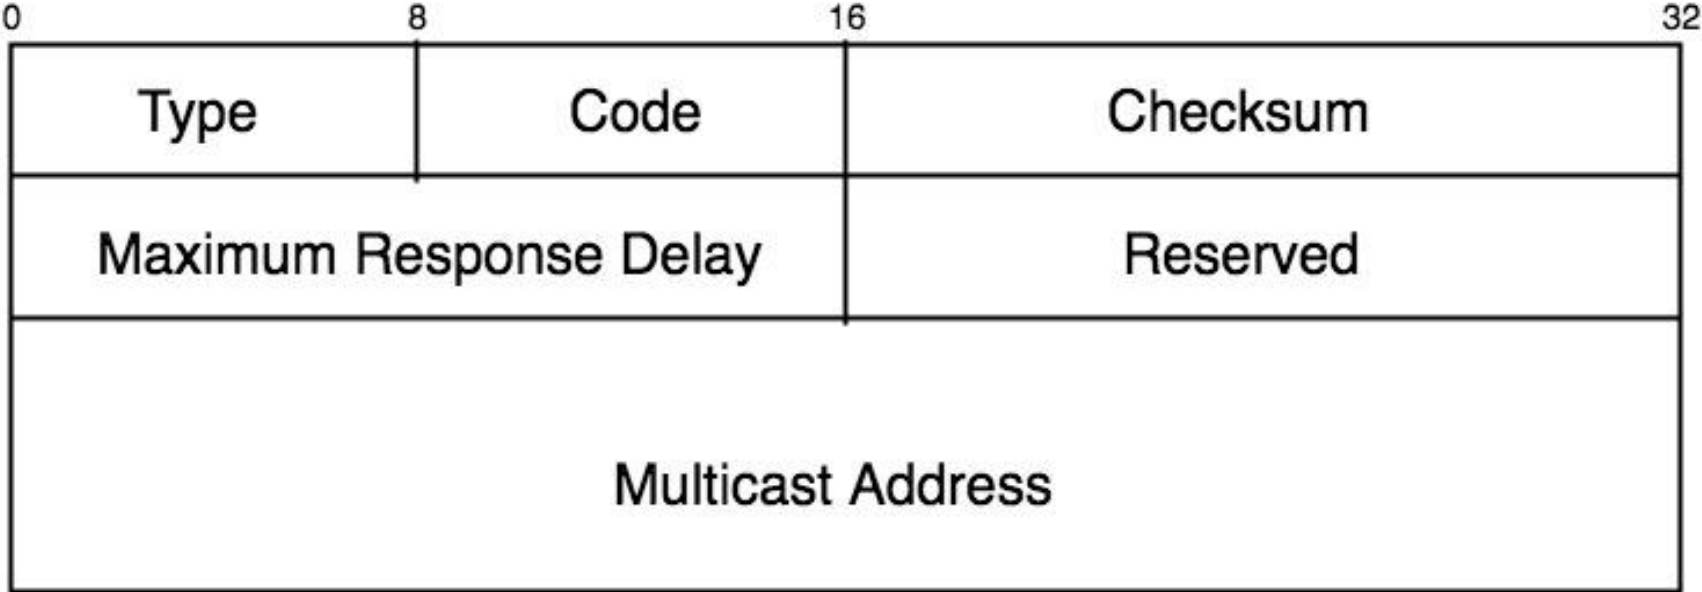 0 8 16 32
Type Code Checksum
Maximum Response Delay Reserved
Multicast Address